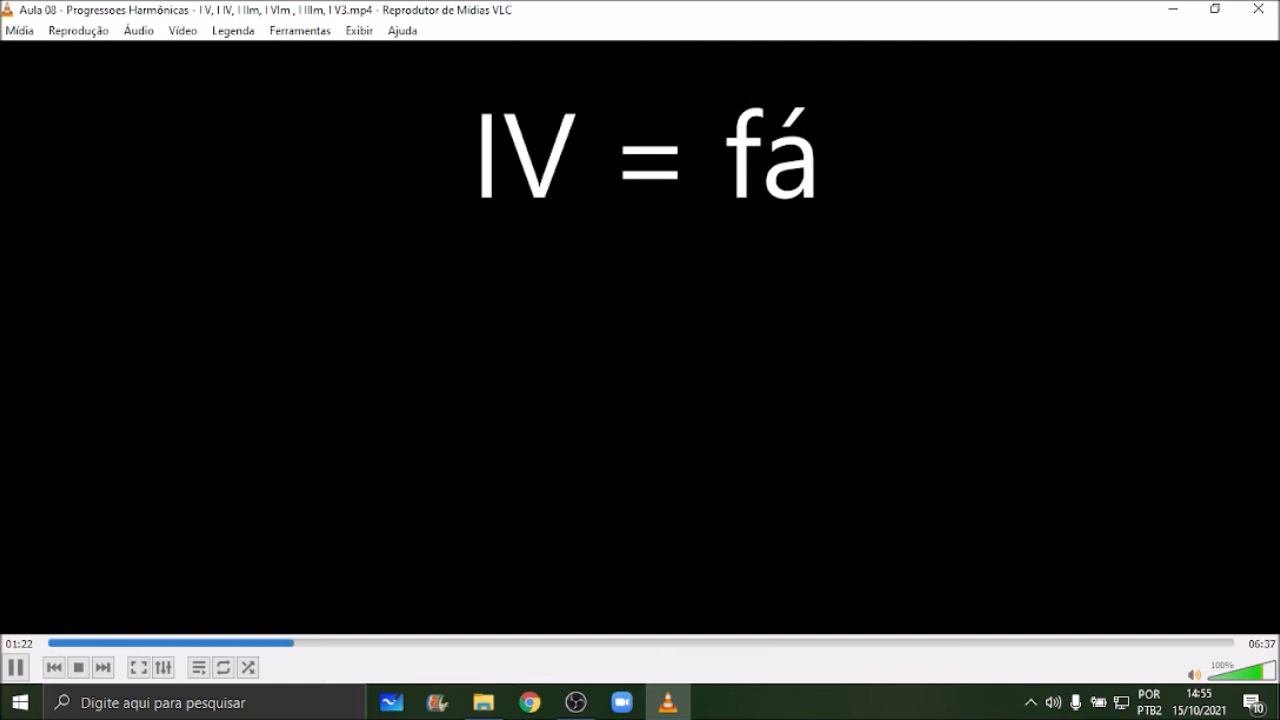 Aula 08 - Progressoes Harmônicas - I V, I IV, I IIm, I VIm , I IIIm, I V3.mp4 - Reprodutor de Mídias VLC
Mídia Reprodução Áudio Vídeo Legenda Ferramentas Exibir Ajuda
IV = fá
01:22 06:37
100%
Digite aqui para pesquisar
POR 14:55
PTB2 15/10/2021 10